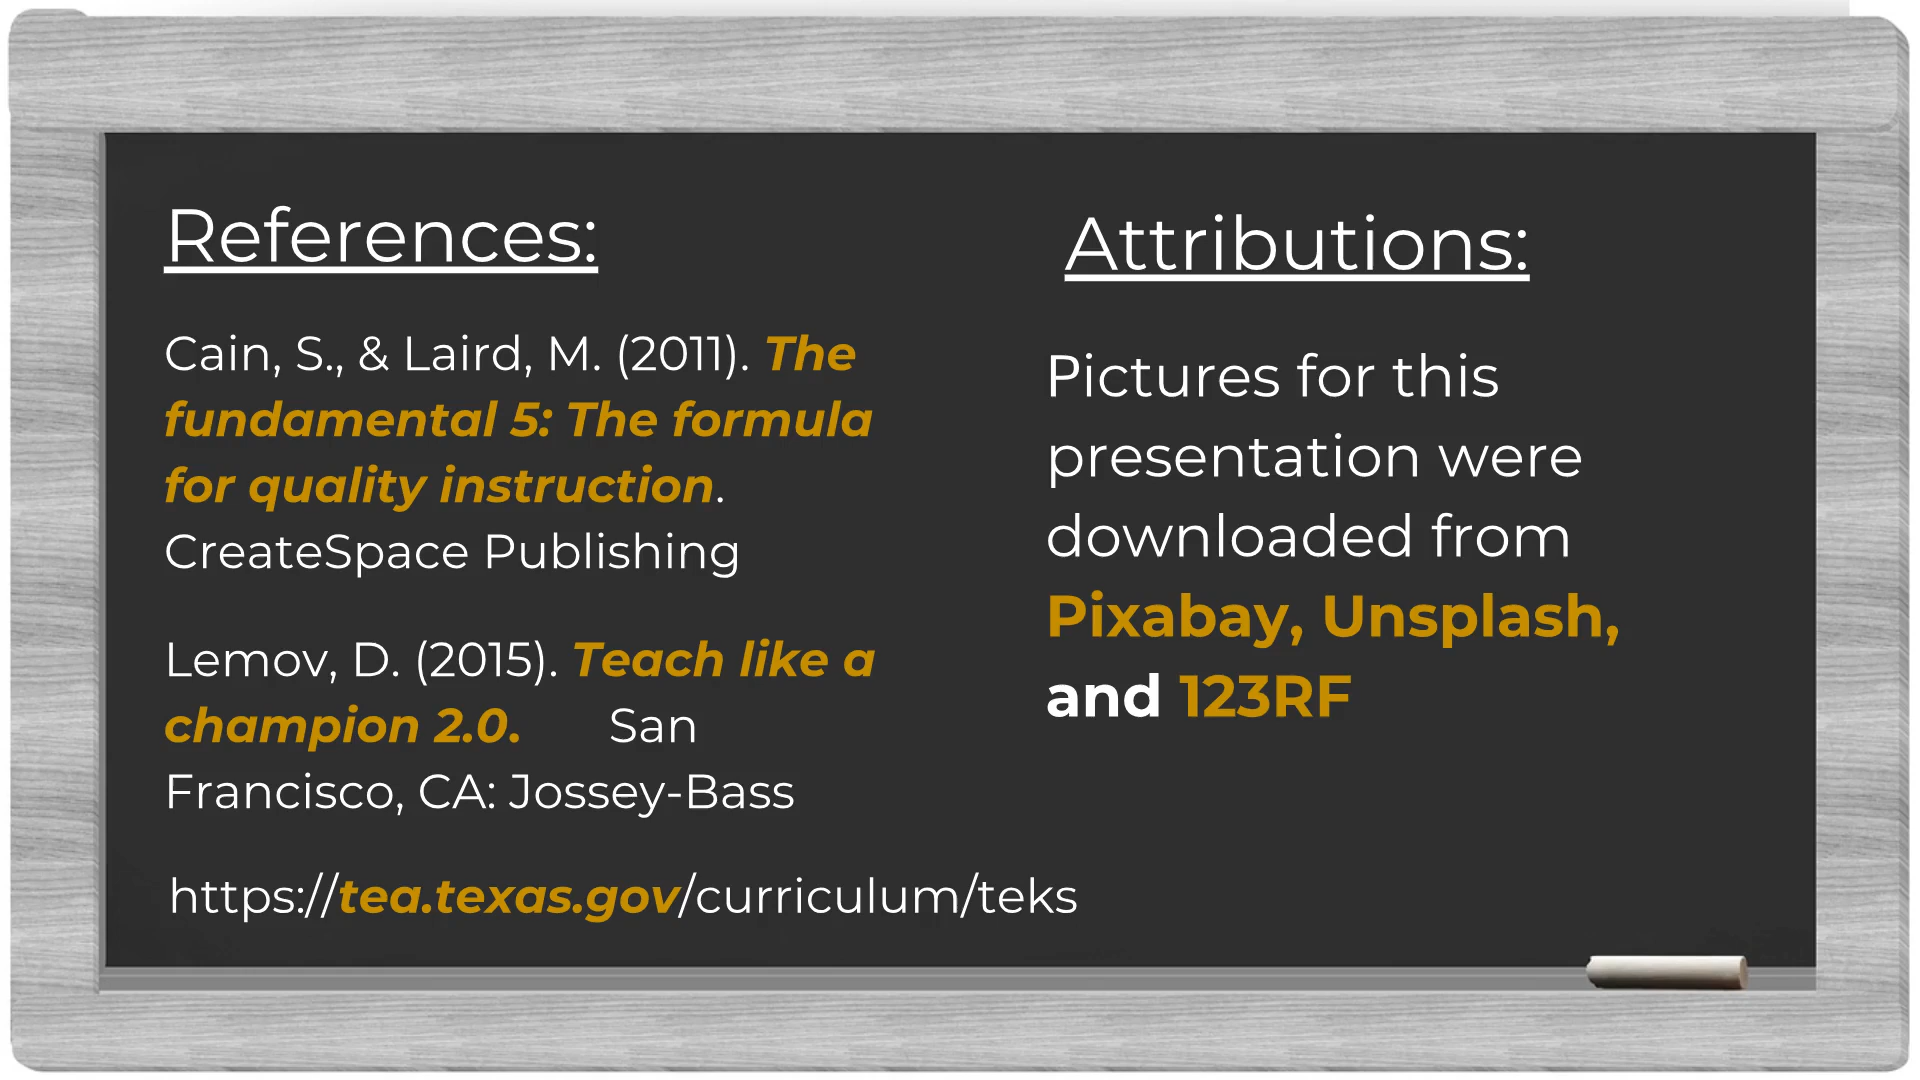 References:
Cain, S., & Laird, M. (2011). The
fundamental 5: The formula
for quality instruction.
CreateSpace Publishing
Lemov, D. (2015). Teach like a
champion 2.0. San
Francisco, CA: Jossey-Bass
https://tea.texas.gov/curriculum/teks
Attributions:
Pictures for this
presentation were
downloaded from
Pixabay, Unsplash,
and 123RF